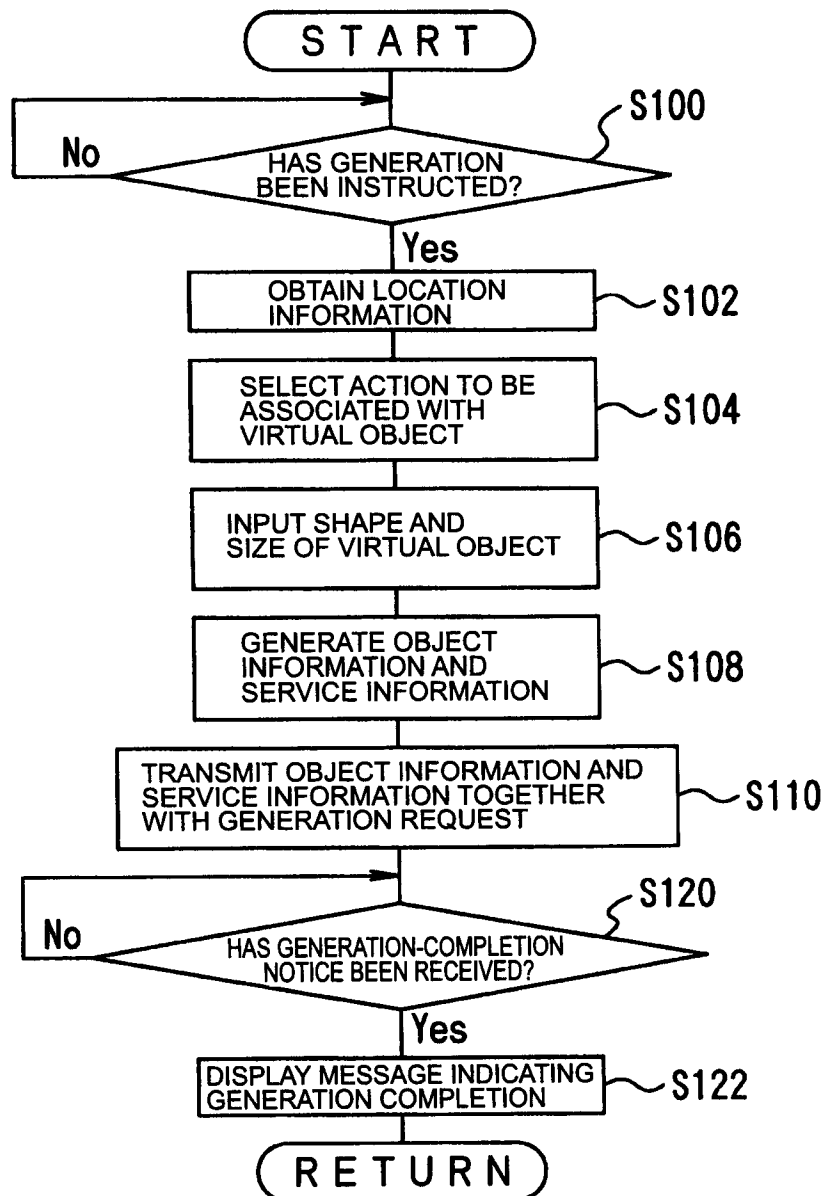 START
S100
No
HAS GENERATION
BEEN INSTRUCTED?
Yes
OBTAIN LOCATION
INFORMATION
S102
SELECT ACTION TO BE
ASSOCIATED WITH
VIRTUAL OBJECT
S104
INPUT SHAPE AND
SIZE OF VIRTUAL OBJECT
S106
GENERATE OBJECT
INFORMATION AND
SERVICE INFORMATION
S108
TRANSMIT OBJECT INFORMATION AND
SERVICE INFORMATION TOGETHER
WITH GENERATION REQUEST
S110
S120
No
HAS GENERATION-COMPLETION
NOTICE BEEN RECEIVED?
Yes
DISPLAY MESSAGE INDICATING
GENERATION COMPLETION
S122
RETURN